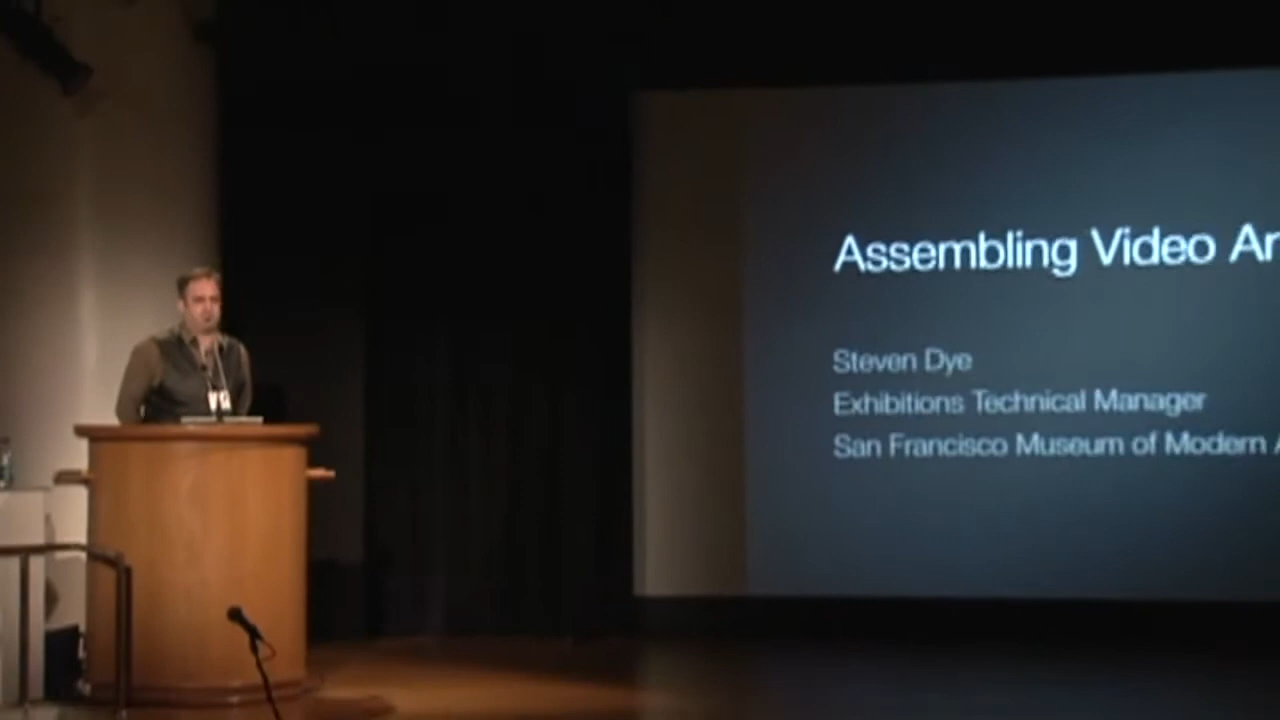 Assembling Video Ar
Steven Dye
Exhibitions Technical Manager
San Francisco Museum of Modern A